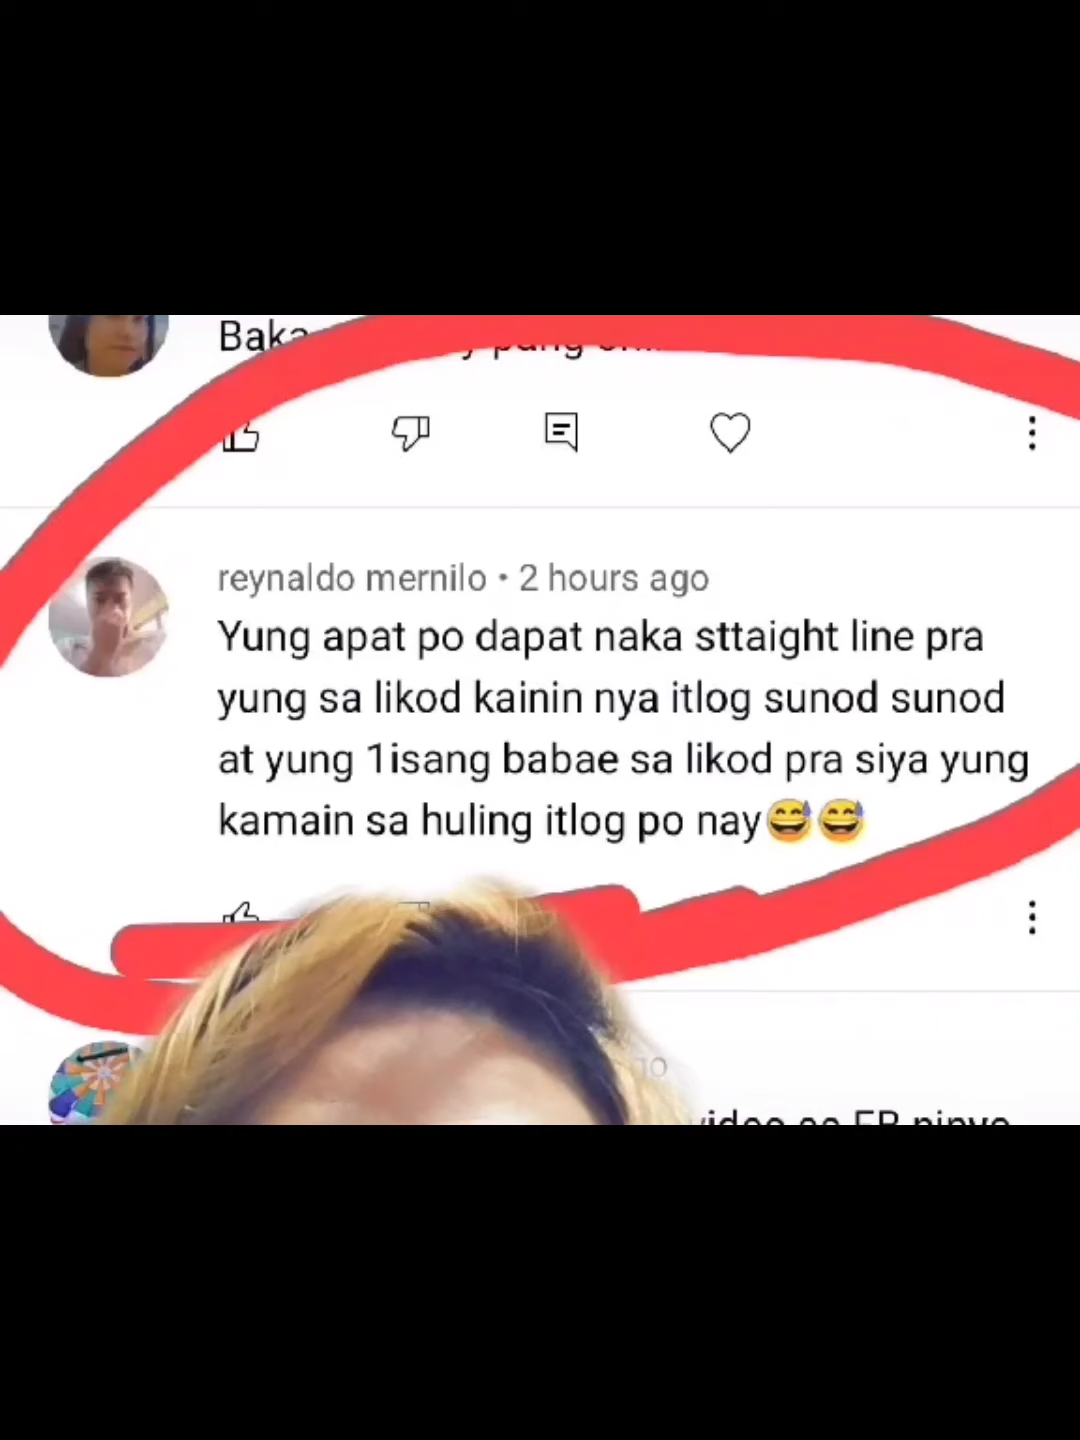 reynaldo mernilo • 2 hours ago
Yung apat po dapat naka sttaight line pra
yung sa likod kainin nya itlog sunod sunod
at yung 1isang babae sa likod pra siya yung
kamain sa huling itlog po nay😅😅